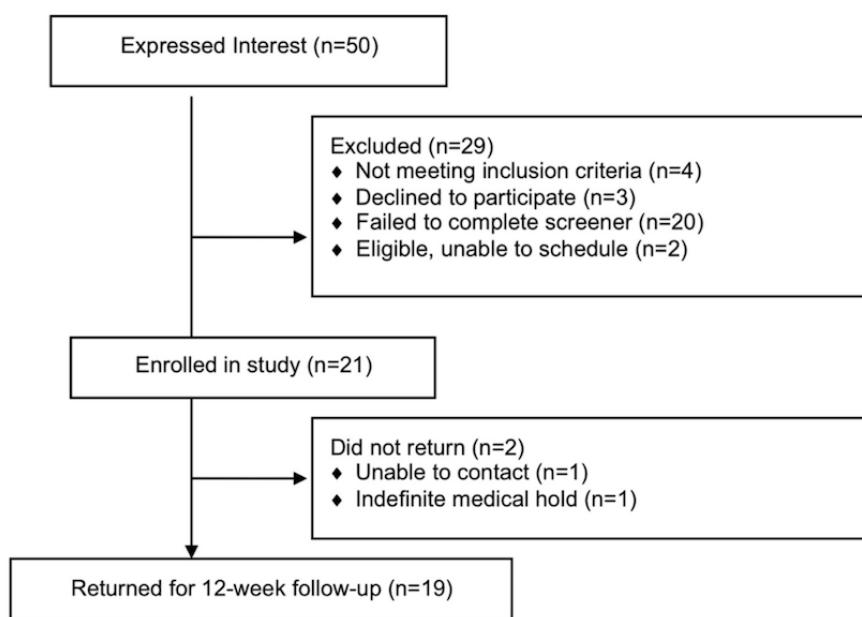 Expressed Interest (n=50)
Excluded (n=29)
♦ Not meeting inclusion criteria (n=4)
♦ Declined to participate (n=3)
♦ Failed to complete screener (n=20)
♦ Eligible, unable to schedule (n=2)
Enrolled in study (n=21)
Did not return (n=2)
♦ Unable to contact (n=1)
♦ Indefinite medical hold (n=1)
Returned for 12-week follow-up (n=19)